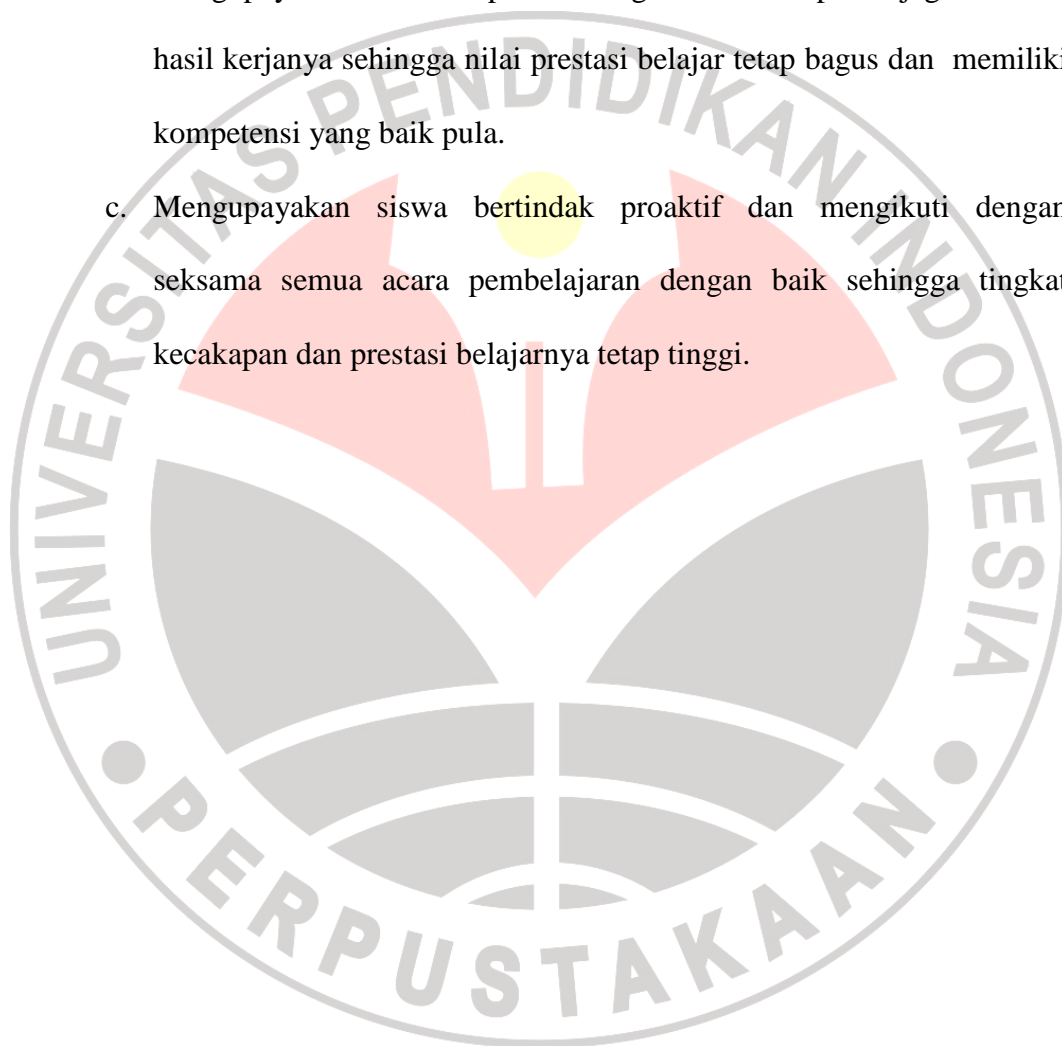 hasil kerjanya sehingga nilai prestasi belajar tetap bagus dan memiliki
kompetensi yang baik pula.
c. Mengupayakan siswa bertindak proaktif dan mengikuti dengan
seksama semua acara pembelajaran dengan baik sehingga tingkat
kecakapan dan prestasi belajarnya tetap tinggi.
UNIVERSITAS PENDIDIKAN INDONESIA
PERPUSTAKAAN